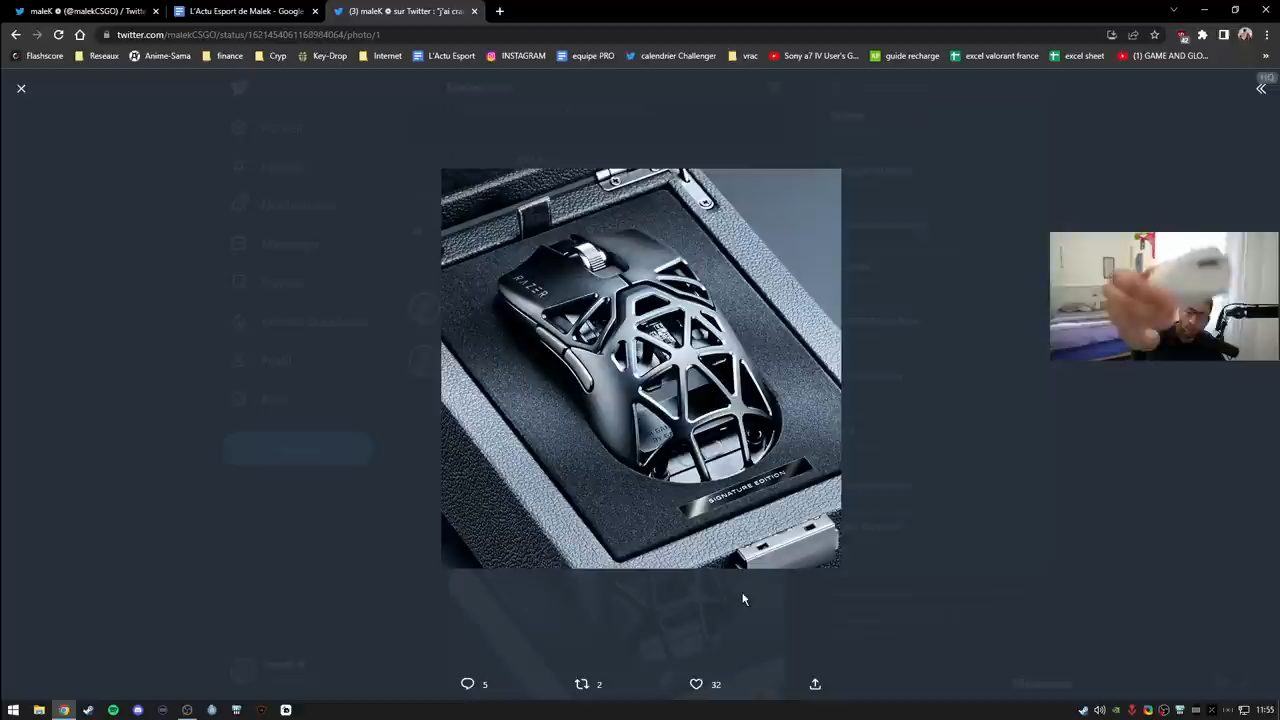 maleK (@malekCSGO) / Twitte
L'Actu Esport de Malek - Google
(3) maleK sur Twitter : "j'ai cra
twitter.com/malekCSGO/status/1621454061168984064/photo/1
Flashscore
Reseaux
Anime-Sama
finance
Cryp
Key-Drop
Internet
L'Actu Esport
INSTAGRAM
equipe PRO
calendrier Challenger
vrac
Sony a7 IV User's G...
guide recharge
excel valorant france
excel sheet
(1) GAME AND GLO...
HQ
RAZER
SIGNATURE EDITION
5
2
32
11:55